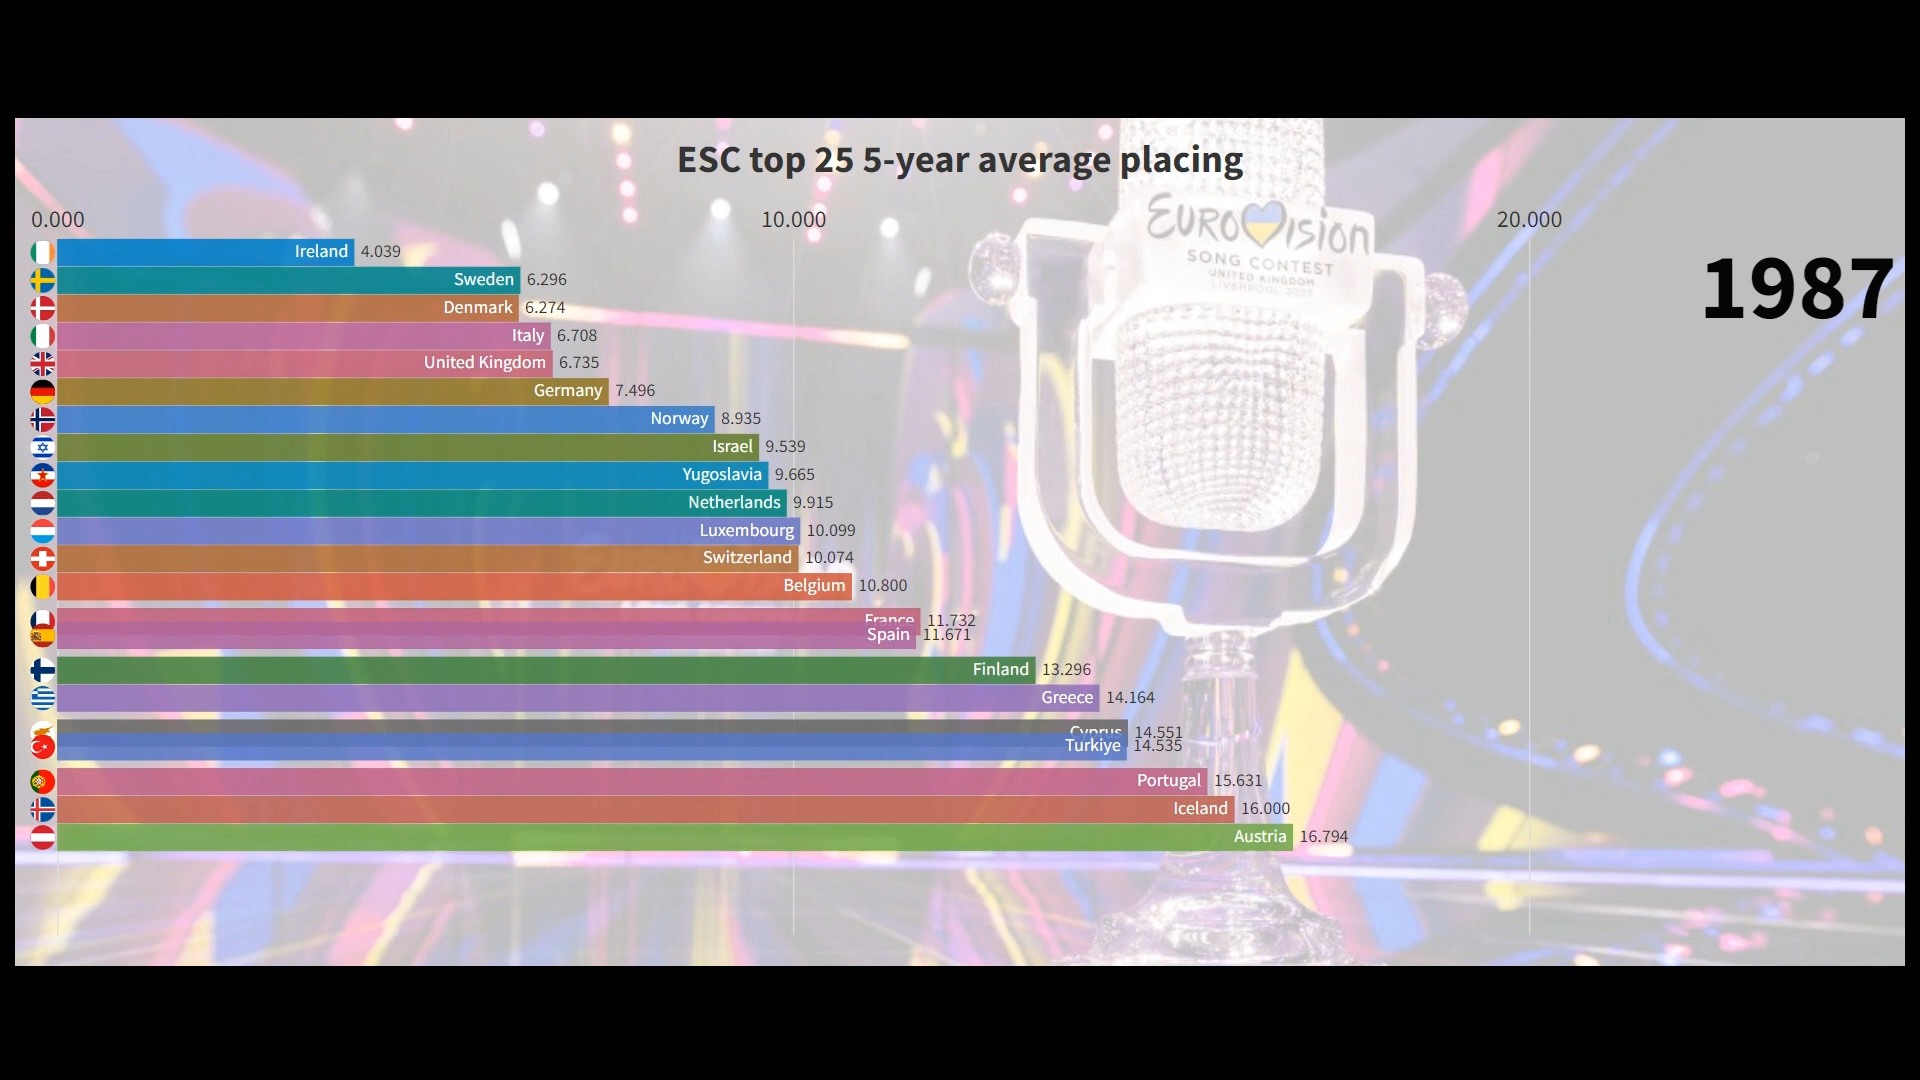 ESC top 25 5-year average placing
0.000 10.000 20.000
EUROVISION
SONG CONTEST
UNITED KINGDOM
LIVERPOOL 2023
1987
Ireland 4.039
Sweden 6.296
Denmark 6.274
Italy 6.708
United Kingdom 6.735
Germany 7.496
Norway 8.935
Israel 9.539
Yugoslavia 9.665
Netherlands 9.915
Luxembourg 10.099
Switzerland 10.074
Belgium 10.800
France 11.732
Spain 11.671
Finland 13.296
Greece 14.164
Cyprus 14.551
Turkiye 14.535
Portugal 15.631
Iceland 16.000
Austria 16.794